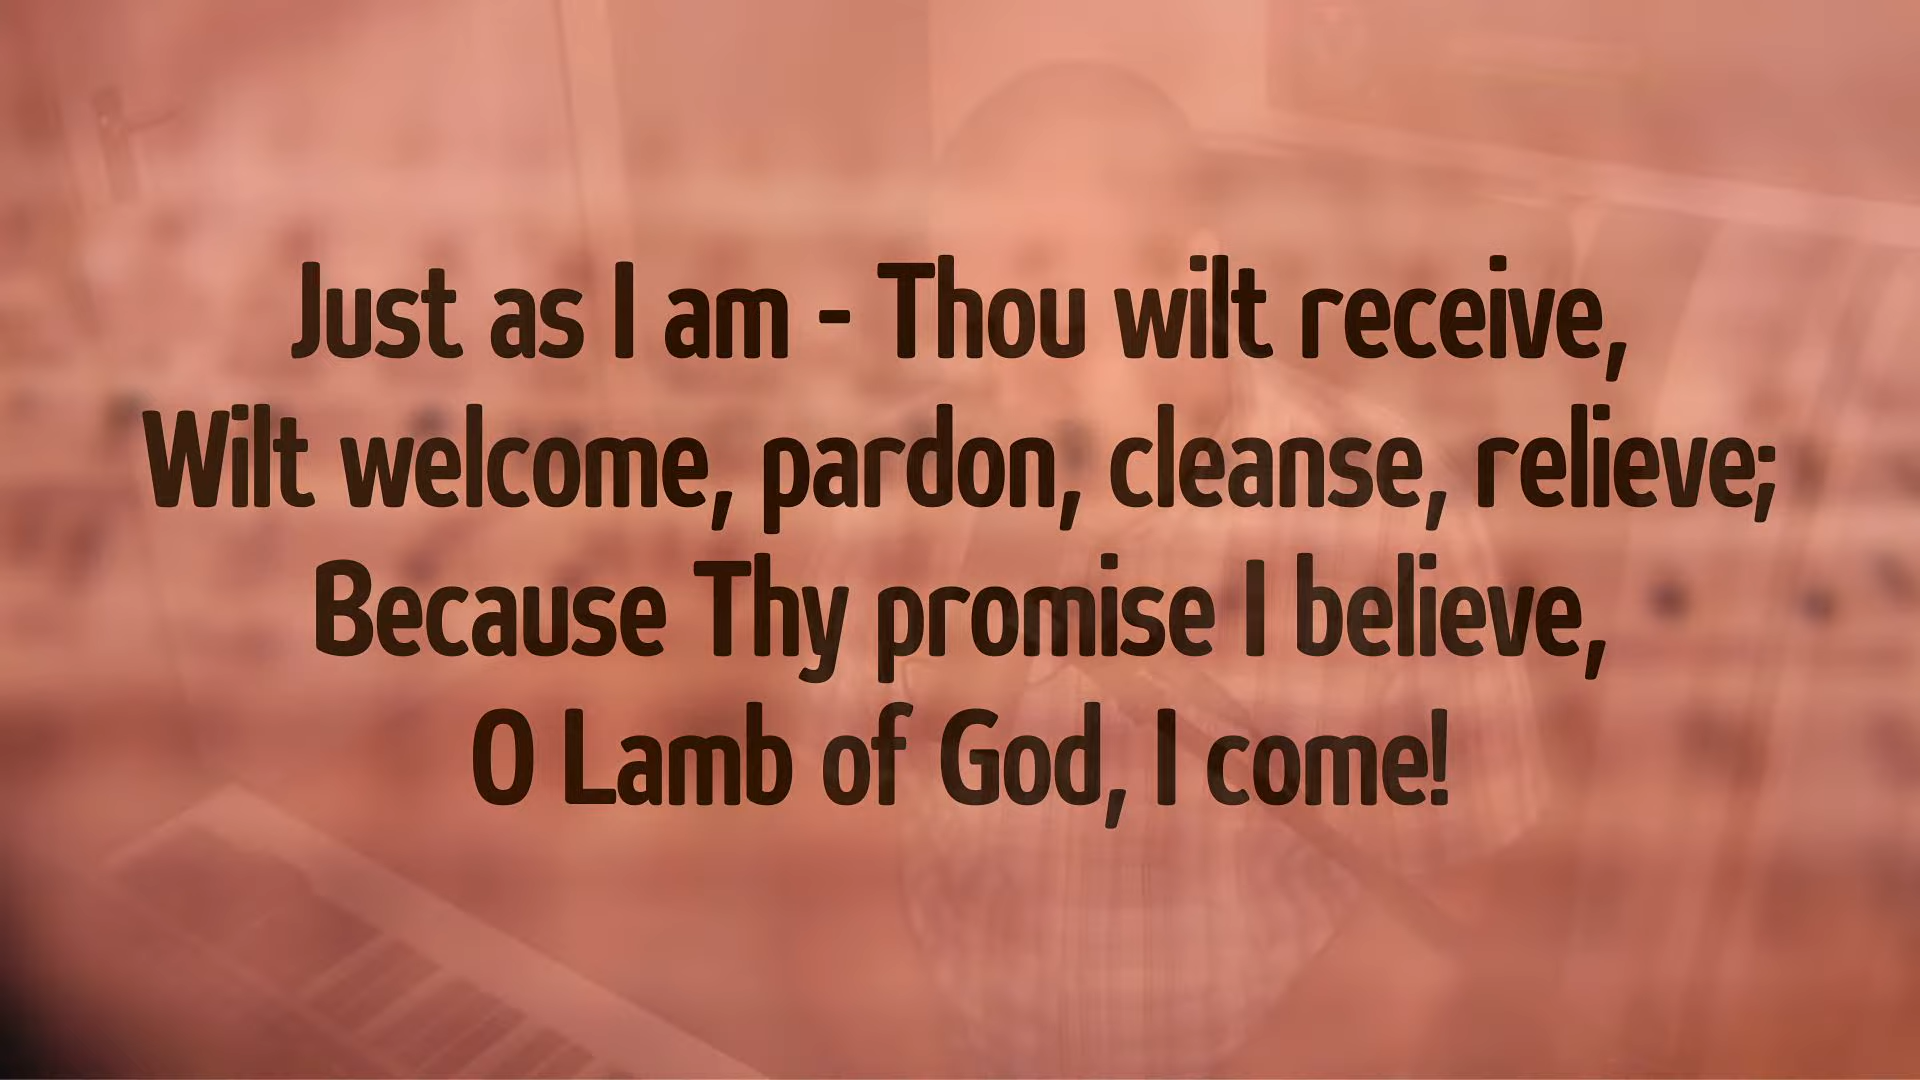 Just as I am - Thou wilt receive,
Wilt welcome, pardon, cleanse, relieve;
Because Thy promise I believe,
O Lamb of God, I come!